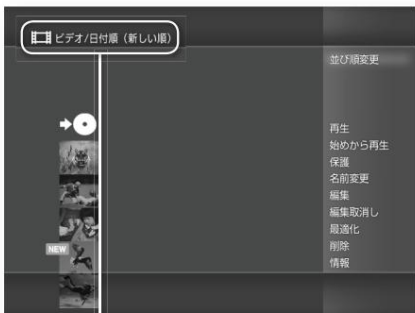 ビデオ/日付順（新しい順）
並び順変更
再生
始めから再生
保護
名前変更
編集
編集取消し
最適化
削除
情報
NEW